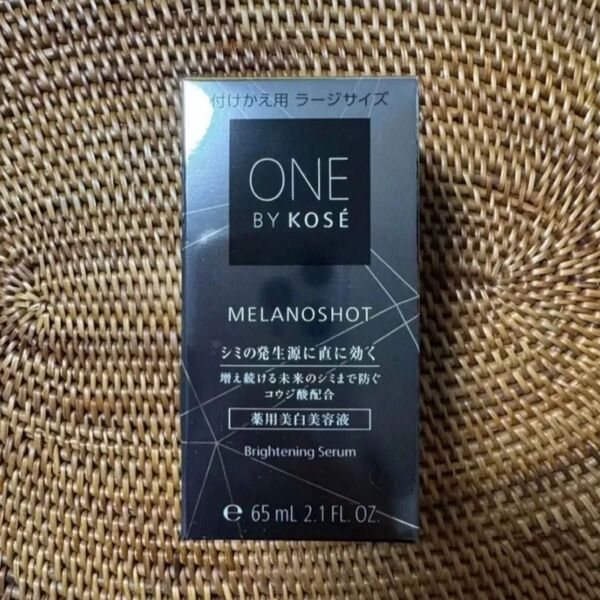 付けかえ用 ラージサイズ
ONE
BY KOSÉ
MELANOSHOT
シミの発生源に直に効く
増え続ける未来のシミまで防ぐ
コウジ酸配合
薬用美白美容液
Brightening Serum
℮ 65 mL 2.1 FL. OZ.